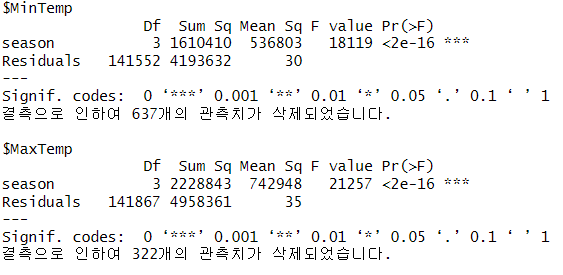 $MinTemp
Df Sum Sq Mean Sq F value Pr(>F)
season 3 1610410 536803 18119 <2e-16 ***
Residuals 141552 4193632 30
---
Signif. codes: 0 ‘***’ 0.001 ‘**’ 0.01 ‘*’ 0.05 ‘.’ 0.1 ‘ ’ 1
결측으로 인하여 637개의 관측치가 삭제되었습니다.
$MaxTemp
Df Sum Sq Mean Sq F value Pr(>F)
season 3 2228843 742948 21257 <2e-16 ***
Residuals 141867 4958361 35
---
Signif. codes: 0 ‘***’ 0.001 ‘**’ 0.01 ‘*’ 0.05 ‘.’ 0.1 ‘ ’ 1
결측으로 인하여 322개의 관측치가 삭제되었습니다.